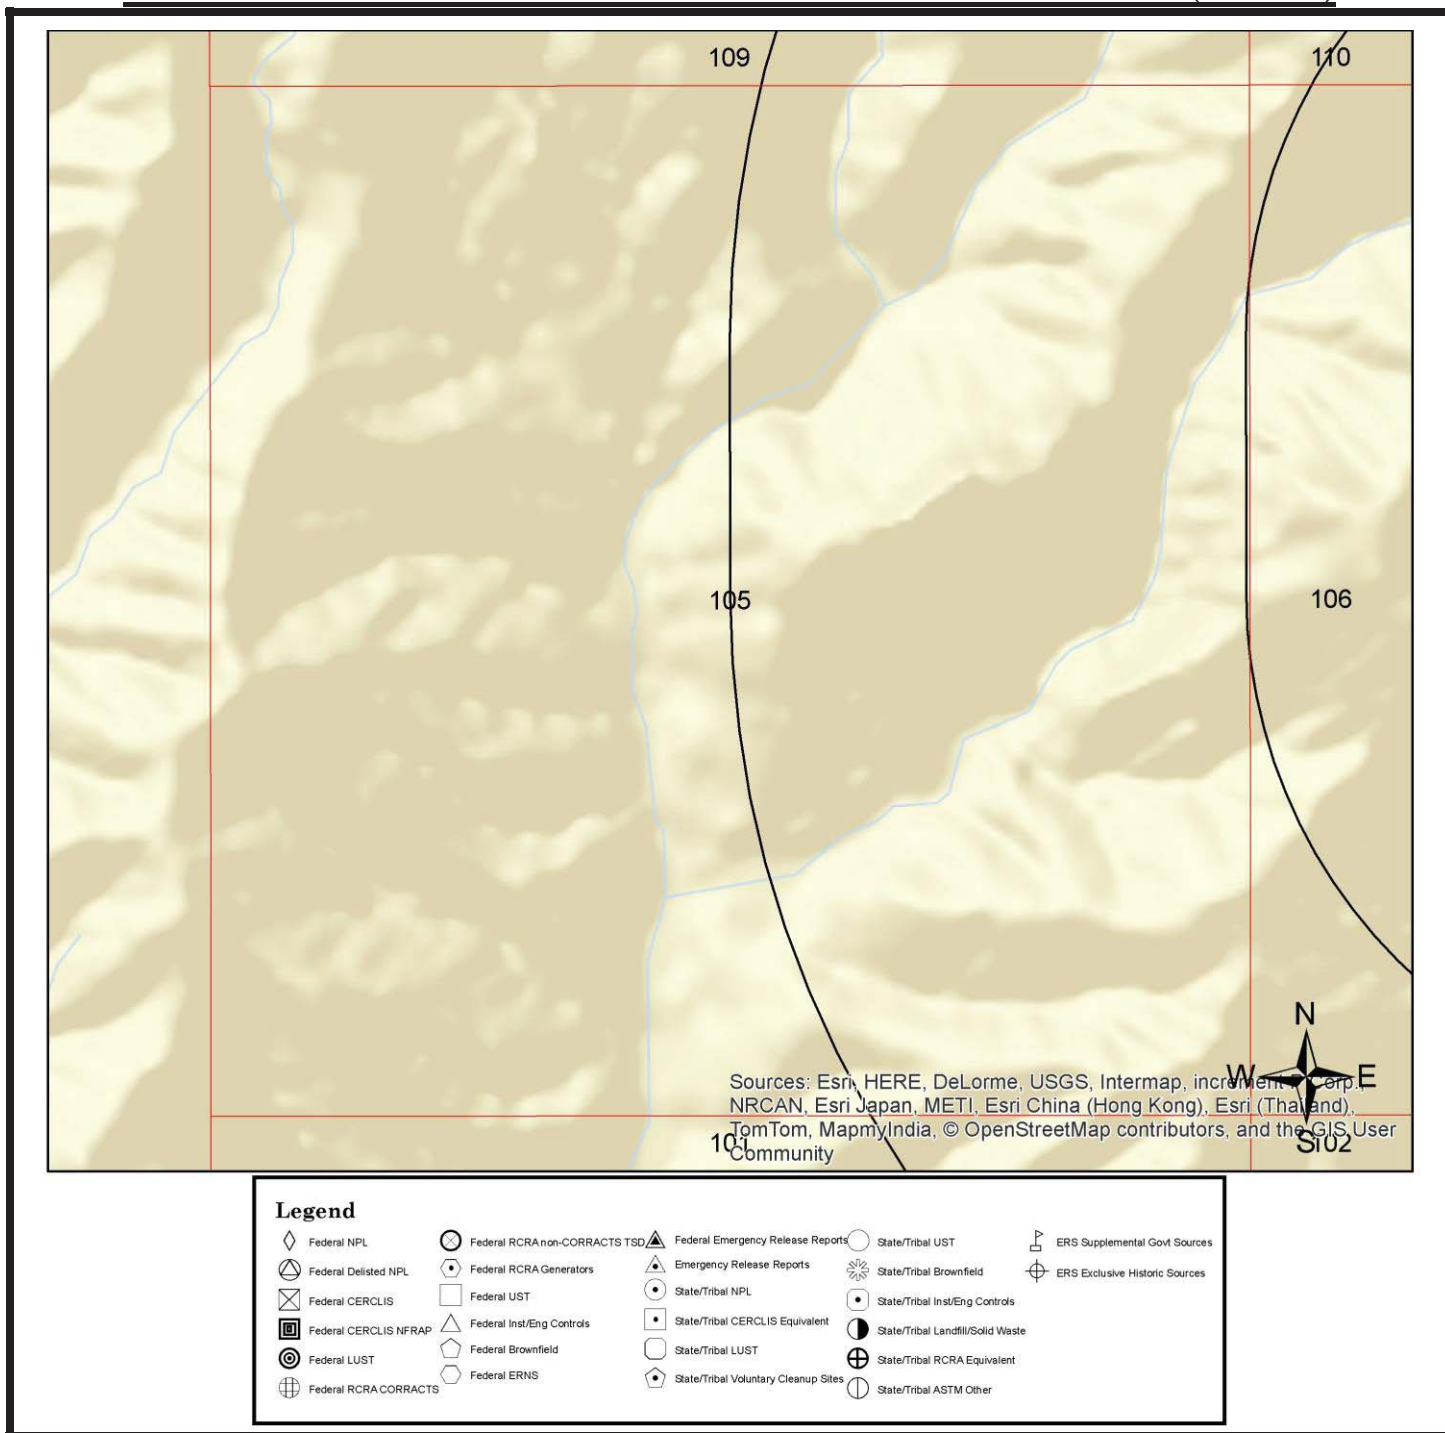 109
110
105
106
N
W E
S
Sources: Esri, HERE, DeLorme, USGS, Intermap, increment P Corp.,
NRCAN, Esri Japan, METI, Esri China (Hong Kong), Esri (Thailand),
TomTom, MapmyIndia, © OpenStreetMap contributors, and the GIS User
Community
101
102
Legend
Federal NPL
Federal Delisted NPL
Federal CERCLIS
Federal CERCLIS NFRAP
Federal LUST
Federal RCRA CORRACTS
Federal RCRA non-CORRACTS TSD
Federal RCRA Generators
Federal UST
Federal Inst/Eng Controls
Federal Brownfield
Federal ERNS
Federal Emergency Release Reports
Emergency Release Reports
State/Tribal NPL
State/Tribal CERCLIS Equivalent
State/Tribal LUST
State/Tribal Voluntary Cleanup Sites
State/Tribal UST
State/Tribal Brownfield
State/Tribal Inst/Eng Controls
State/Tribal Landfill/Solid Waste
State/Tribal RCRA Equivalent
State/Tribal ASTM Other
ERS Supplemental Govt Sources
ERS Exclusive Historic Sources